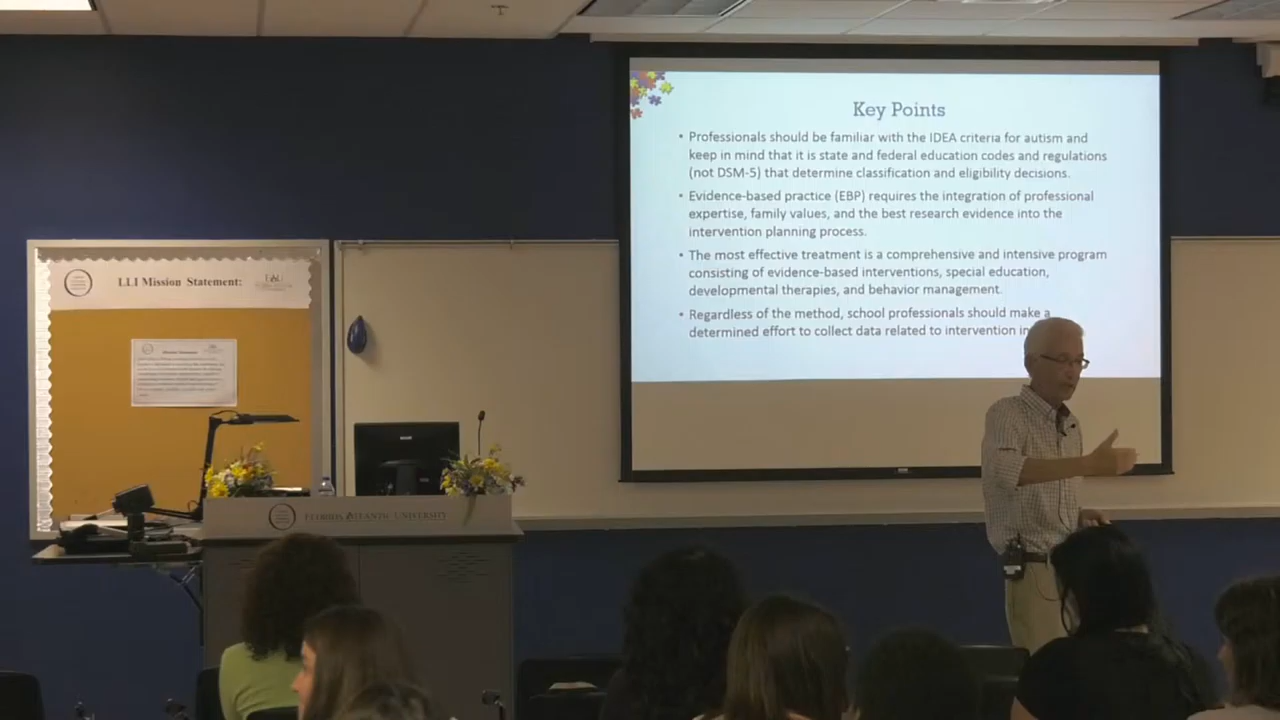 Key Points
• Professionals should be familiar with the IDEA criteria for autism and
keep in mind that it is state and federal education codes and regulations
(not DSM-5) that determine classification and eligibility decisions.
• Evidence-based practice (EBP) requires the integration of professional
expertise, family values, and the best research evidence into the
intervention planning process.
• The most effective treatment is a comprehensive and intensive program
consisting of evidence-based interventions, special education,
developmental therapies, and behavior management.
• Regardless of the method, school professionals should make a
determined effort to collect data related to intervention
LLI Mission Statement:
FAU
Mission Statement
FLORIDA ATLANTIC UNIVERSITY